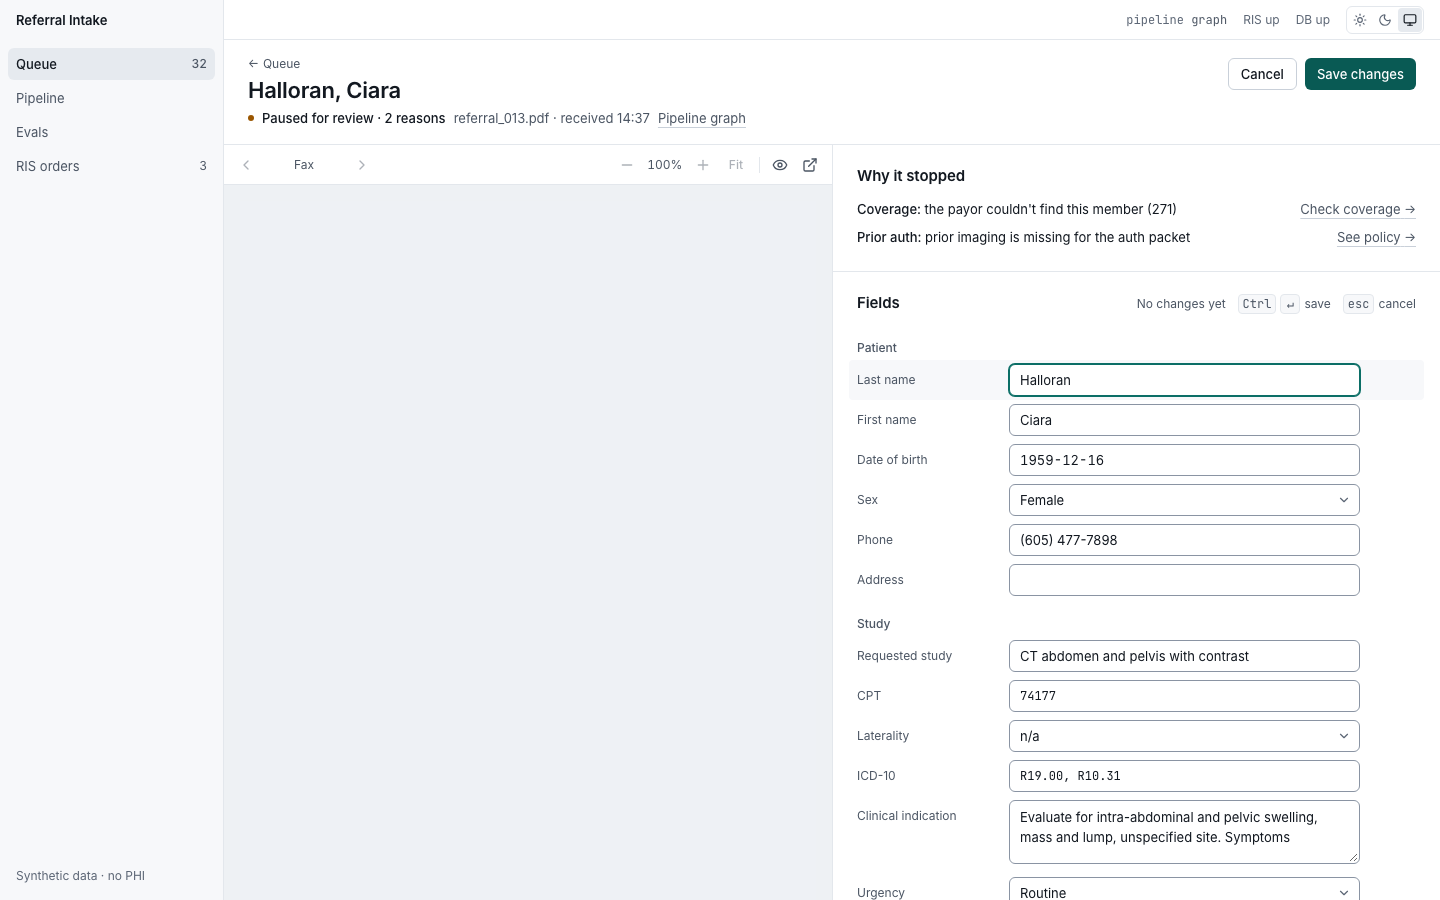 Referral Intake
pipeline graph RIS up DB up
Queue 32
Pipeline
Evals
RIS orders 3
Synthetic data · no PHI
← Queue
Halloran, Ciara
Cancel Save changes
Paused for review · 2 reasons referral_013.pdf · received 14:37 Pipeline graph
Fax 100% Fit
Why it stopped
Coverage: the payor couldn't find this member (271) Check coverage →
Prior auth: prior imaging is missing for the auth packet See policy →
Fields No changes yet Ctrl ↵ save esc cancel
Patient
Last name Halloran
First name Ciara
Date of birth 1959-12-16
Sex Female
Phone (605) 477-7898
Address
Study
Requested study CT abdomen and pelvis with contrast
CPT 74177
Laterality n/a
ICD-10 R19.00, R10.31
Clinical indication Evaluate for intra-abdominal and pelvic swelling,
mass and lump, unspecified site. Symptoms
Urgency Routine